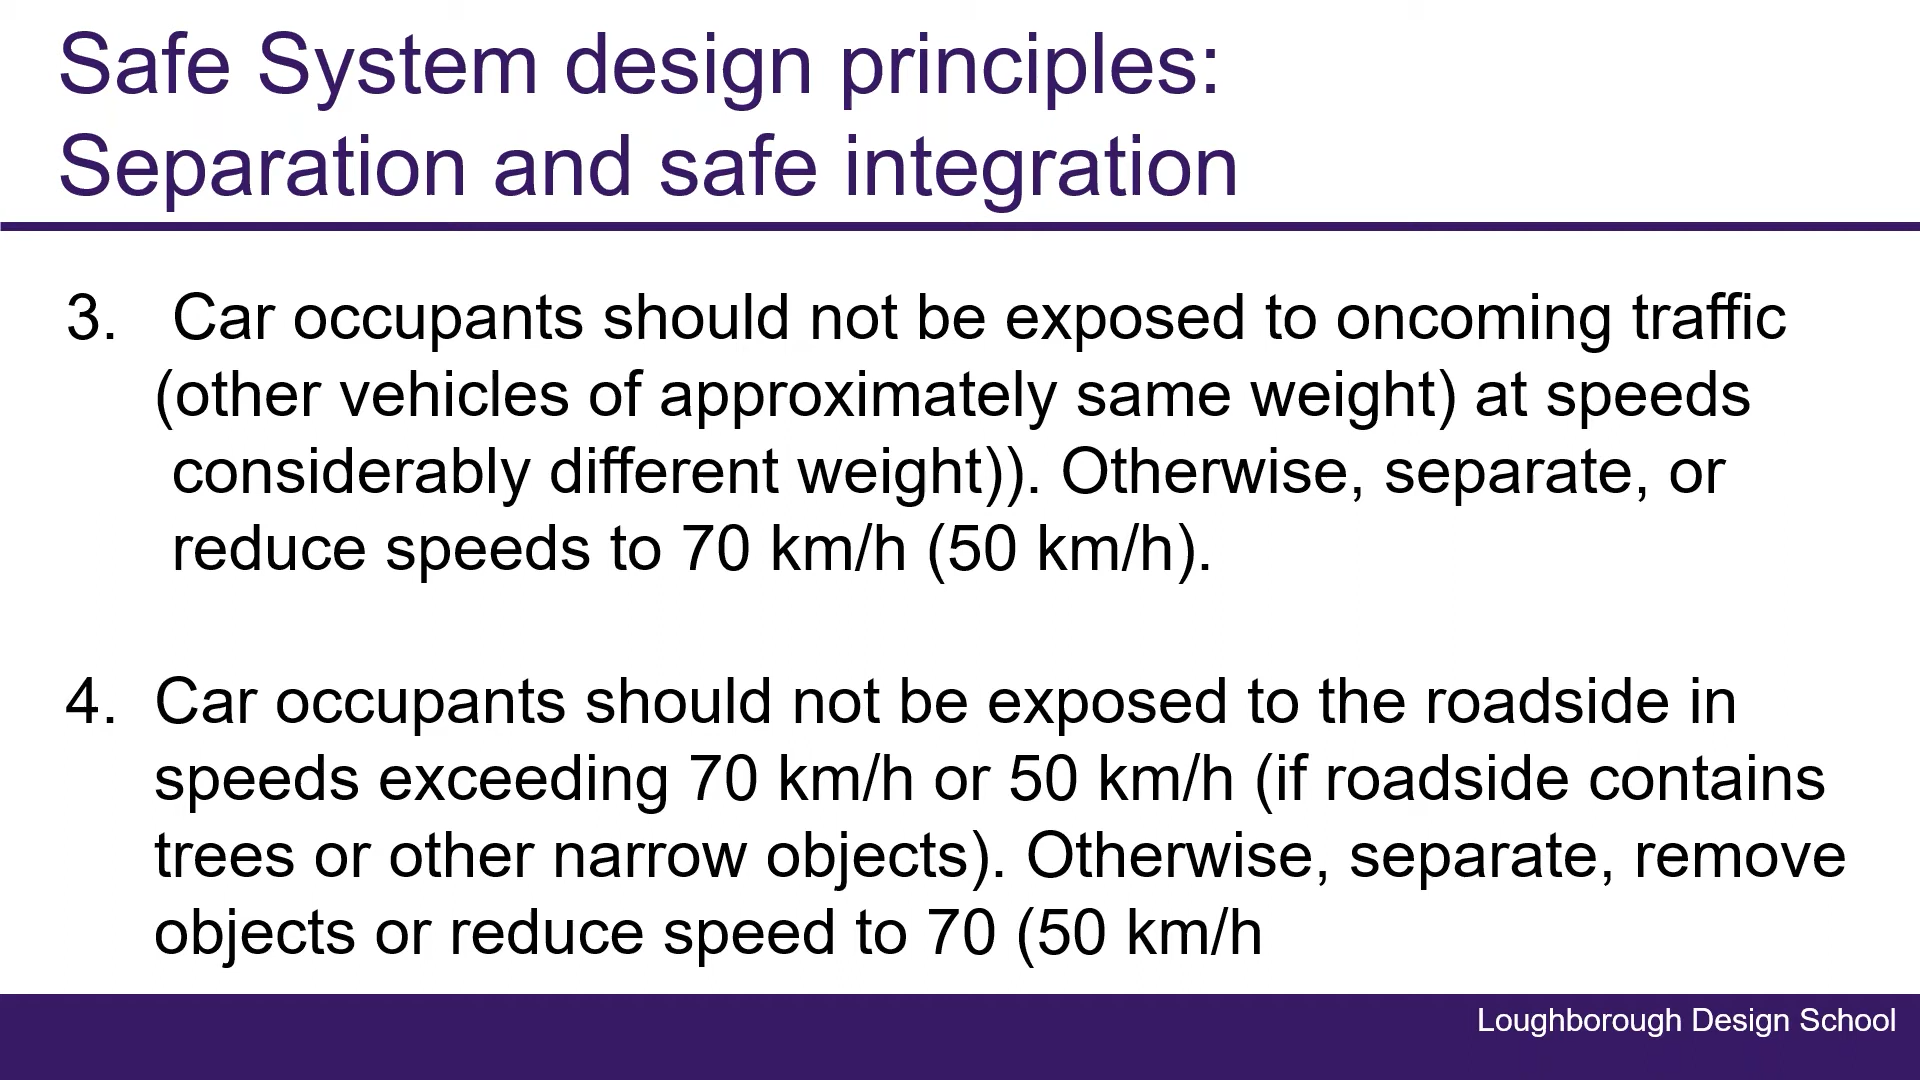 Safe System design principles:
Separation and safe integration
3. Car occupants should not be exposed to oncoming traffic
(other vehicles of approximately same weight) at speeds
considerably different weight)). Otherwise, separate, or
reduce speeds to 70 km/h (50 km/h).
4. Car occupants should not be exposed to the roadside in
speeds exceeding 70 km/h or 50 km/h (if roadside contains
trees or other narrow objects). Otherwise, separate, remove
objects or reduce speed to 70 (50 km/h
Loughborough Design School